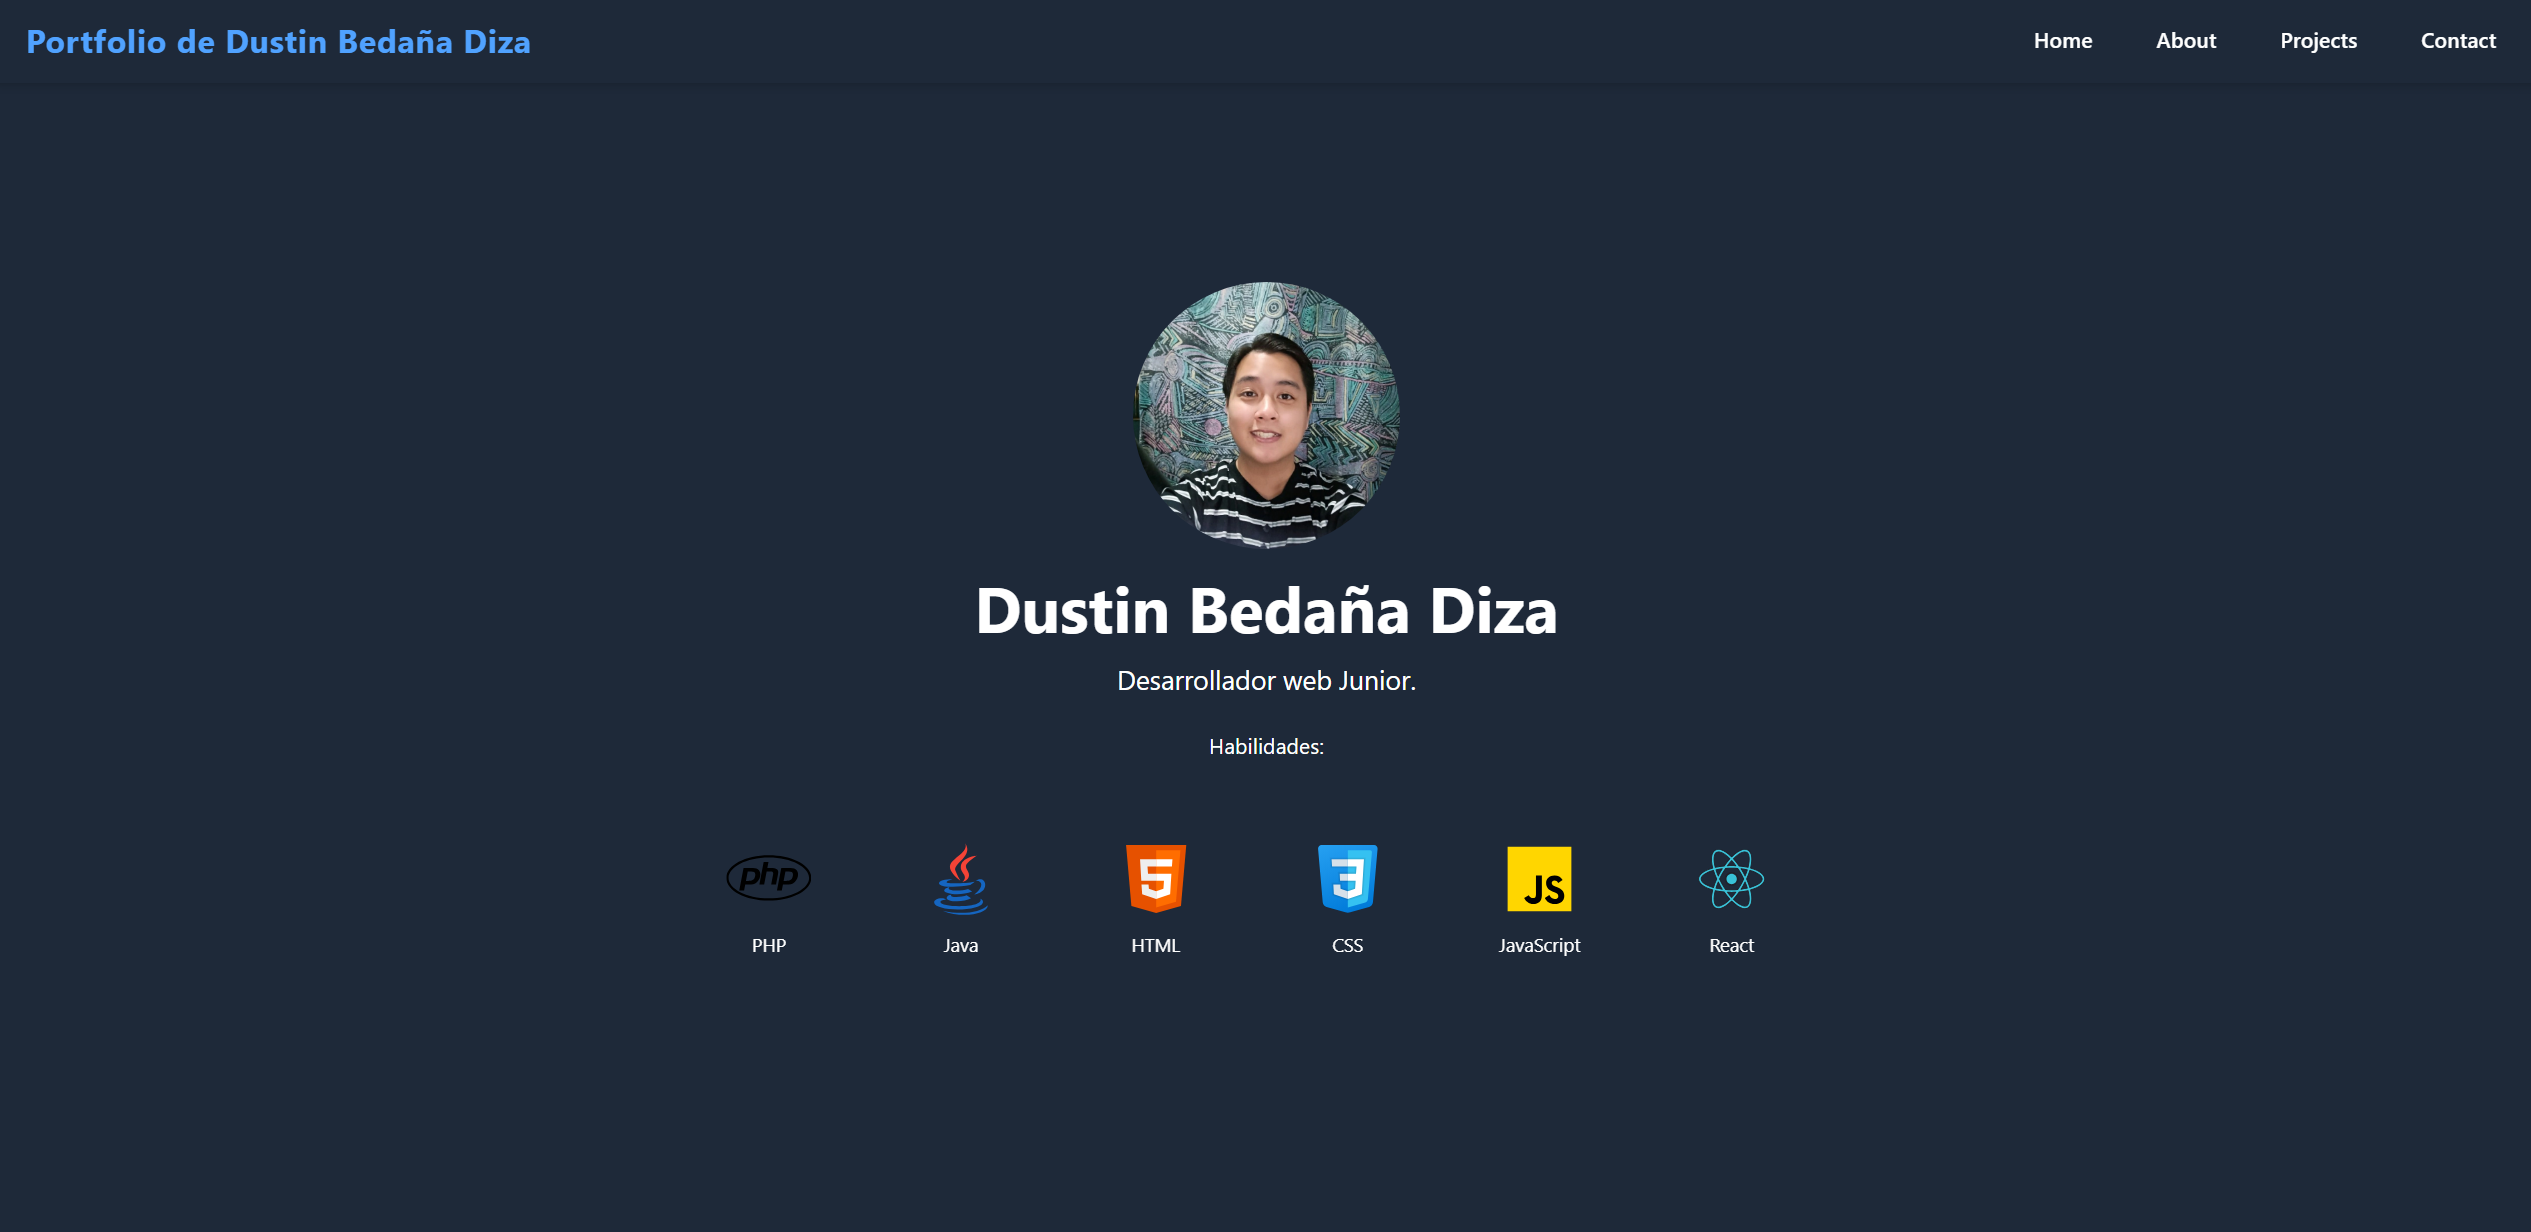 Portfolio de Dustin Bedaña Diza
Home About Projects Contact
Dustin Bedaña Diza
Desarrollador web Junior.
Habilidades:
php 5 3 JS
PHP Java HTML CSS JavaScript React